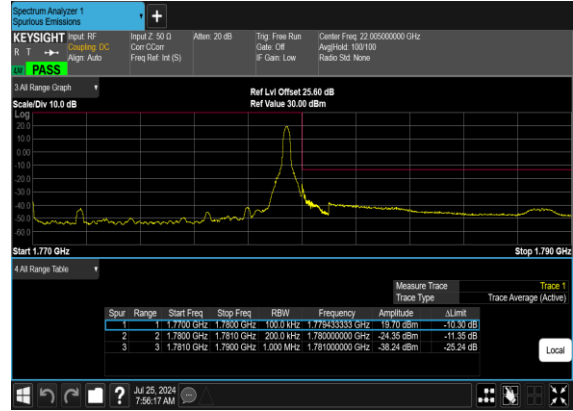 Spectrum Analyzer 1
Spurious Emissions
KEYSIGHT Input: RF Input Z: 50 Ω Atten: 20 dB Trig: Free Run Center Freq: 22.005000000 GHz
R T Coupling: DC Corr CCorr Gate: Off Avg|Hold: 100/100
Align: Auto Freq Ref: Int (S) IF Gain: Low Radio Std: None
PASS
3 All Range Graph
Ref Lvl Offset 25.60 dB
Scale/Div 10.0 dB Ref Value 30.00 dBm
Log
20.0
10.0
0.00
-10.0
-20.0
-30.0
-40.0
-50.0
-60.0
Start 1.770 GHz Stop 1.790 GHz
4 All Range Table
Measure Trace Trace 1
Trace Type Trace Average (Active)
Spur Range Start Freq Stop Freq RBW Frequency Amplitude ΔLimit
1 1 1.7700 GHz 1.7800 GHz 100.0 kHz 1.779433333 GHz 19.70 dBm -10.30 dB
2 2 1.7800 GHz 1.7810 GHz 200.0 kHz 1.780000000 GHz -24.35 dBm -11.35 dB
3 3 1.7810 GHz 1.7900 GHz 1.000 MHz 1.781000000 GHz -38.24 dBm -25.24 dB
Local
Jul 25, 2024
7:56:17 AM